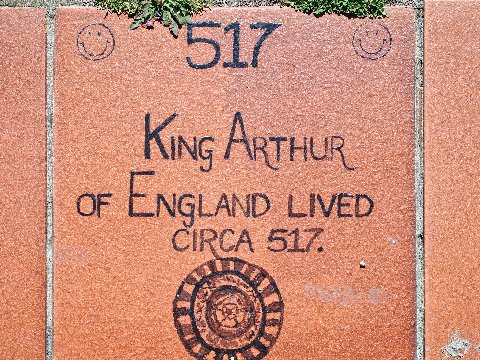 517
King Arthur
of England lived
circa 517.